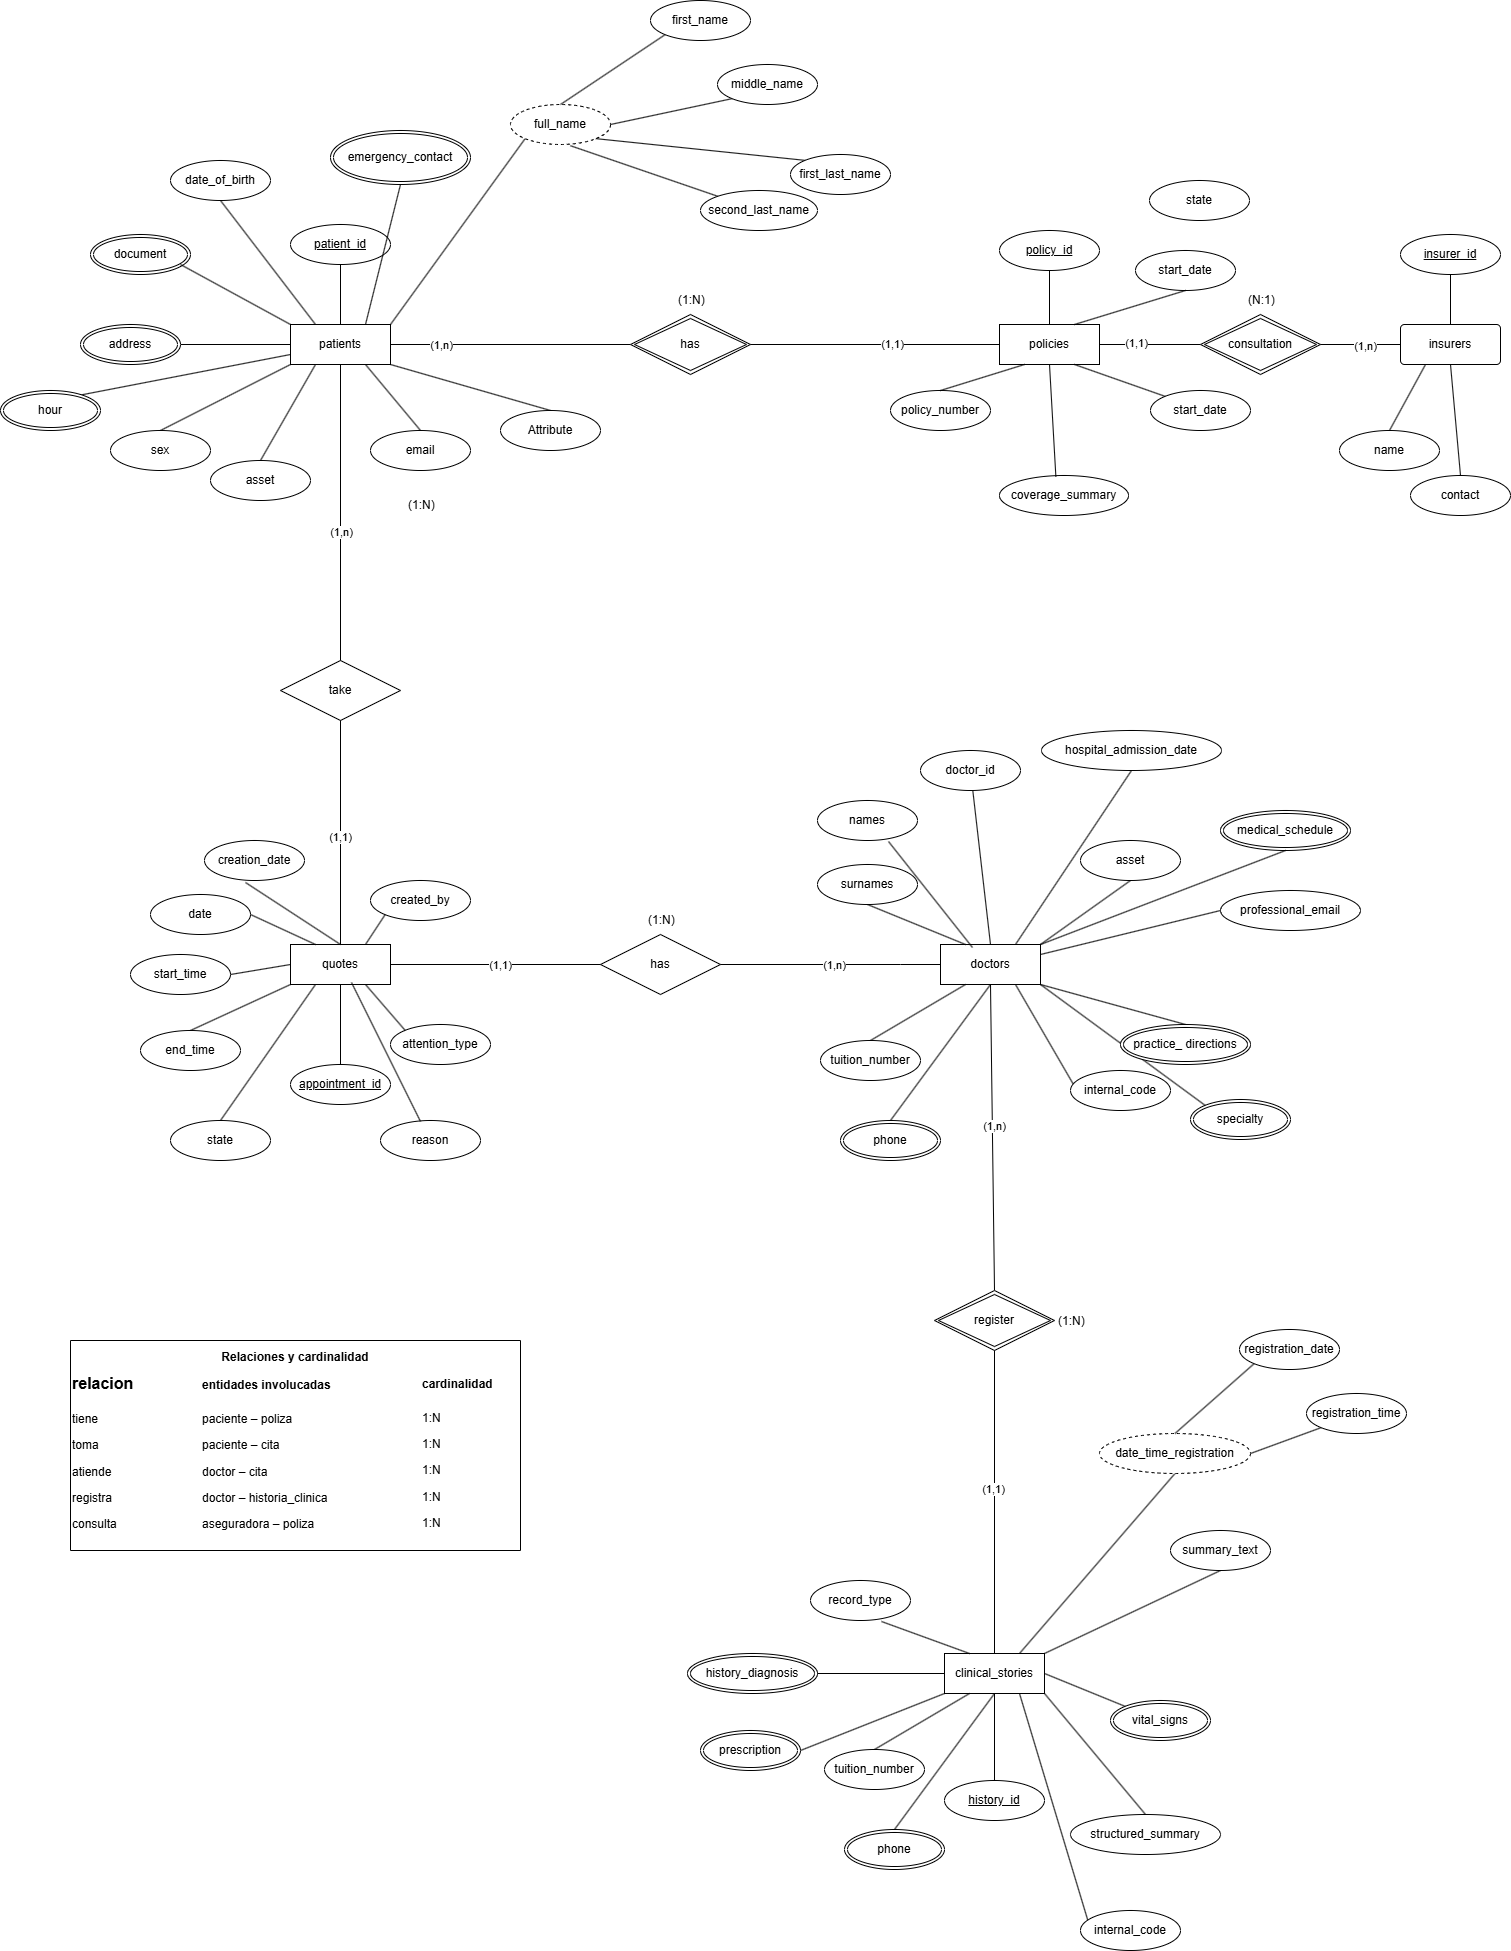 first_name
middle_name
full_name
emergency_contact
first_last_name
date_of_birth
second_last_name
state
patient_id
document
policy_id
insurer_id
start_date
(1:N)
(N:1)
address
patients
(1,n)
has
(1,1)
policies
(1,1)
consultation
(1,n)
insurers
hour
policy_number
start_date
Attribute
sex
email
name
asset
coverage_summary
contact
(1:N)
(1,n)
take
hospital_admission_date
doctor_id
names
medical_schedule
(1,1)
creation_date
asset
surnames
created_by
date
professional_email
(1:N)
quotes
(1,1)
has
(1,n)
doctors
start_time
end_time
attention_type
practice_ directions
tuition_number
appointment_id
internal_code
specialty
(1,n)
state
reason
phone
register
(1:N)
registration_date
Relaciones y cardinalidad
relacion entidades involucadas cardinalidad
tiene paciente – poliza 1:N
toma paciente – cita 1:N
atiende doctor – cita 1:N
registra doctor – historia_clinica 1:N
consulta aseguradora – poliza 1:N
registration_time
date_time_registration
(1,1)
summary_text
record_type
history_diagnosis
clinical_stories
vital_signs
prescription
tuition_number
history_id
structured_summary
phone
internal_code